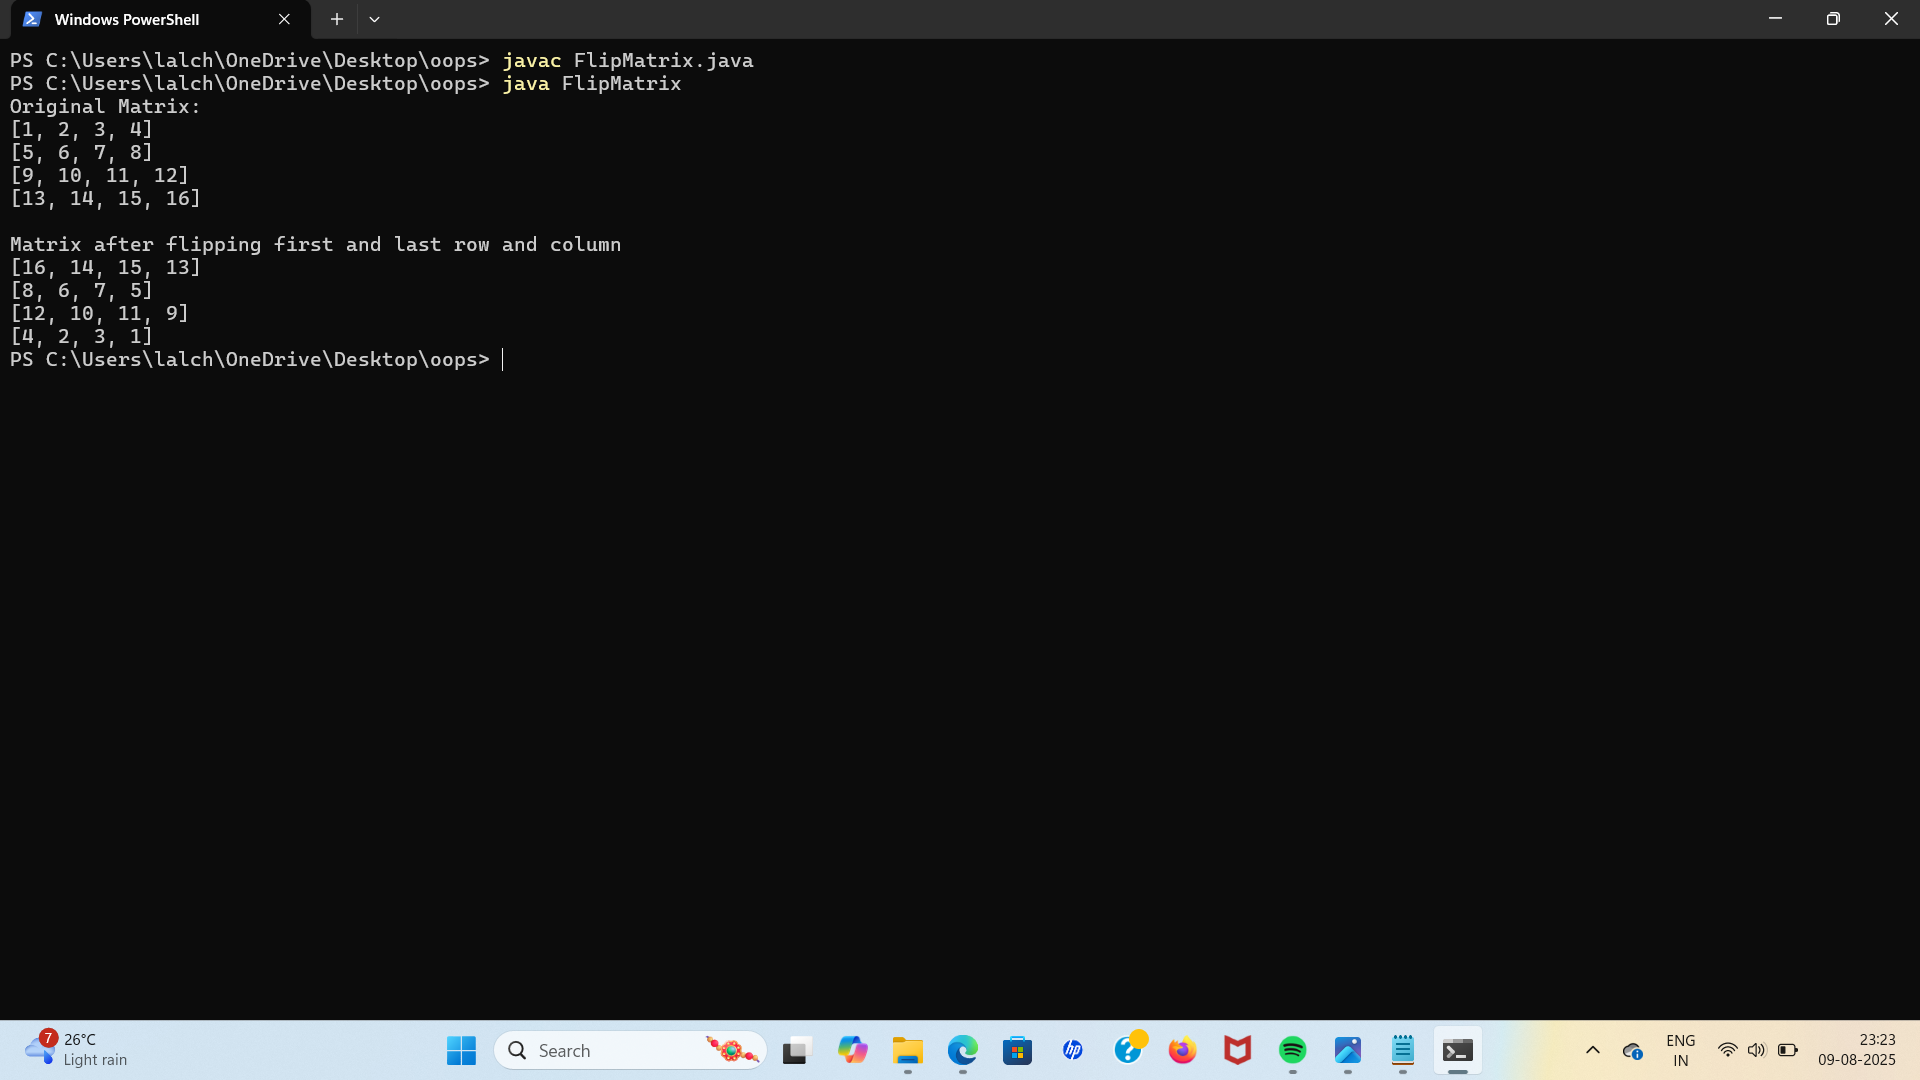 Windows PowerShell
PS C:\Users\lalch\OneDrive\Desktop\oops> javac FlipMatrix.java
PS C:\Users\lalch\OneDrive\Desktop\oops> java FlipMatrix
Original Matrix:
[1, 2, 3, 4]
[5, 6, 7, 8]
[9, 10, 11, 12]
[13, 14, 15, 16]
Matrix after flipping first and last row and column
[16, 14, 15, 13]
[8, 6, 7, 5]
[12, 10, 11, 9]
[4, 2, 3, 1]
PS C:\Users\lalch\OneDrive\Desktop\oops>
7
26°C
Light rain
Search
hp
ENG
IN
23:23
09-08-2025